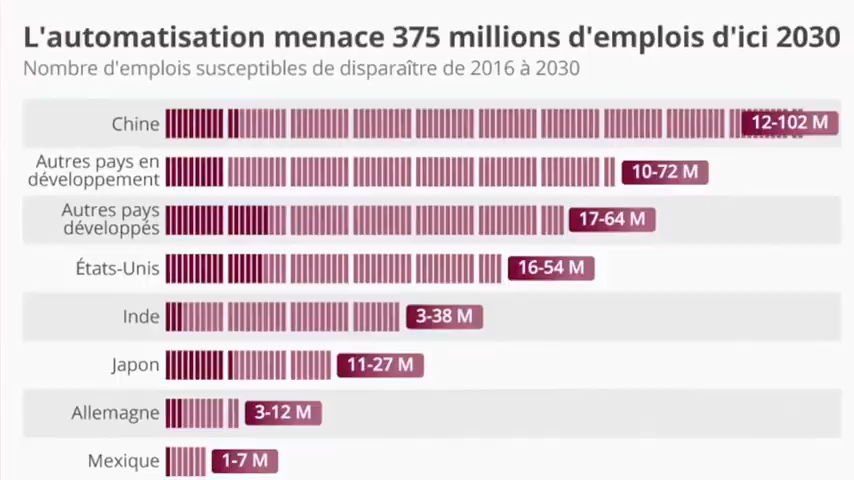 L'automatisation menace 375 millions d'emplois d'ici 2030
Nombre d'emplois susceptibles de disparaître de 2016 à 2030
Chine 12-102 M
Autres pays en
développement 10-72 M
Autres pays
développés 17-64 M
États-Unis 16-54 M
Inde 3-38 M
Japon 11-27 M
Allemagne 3-12 M
Mexique 1-7 M